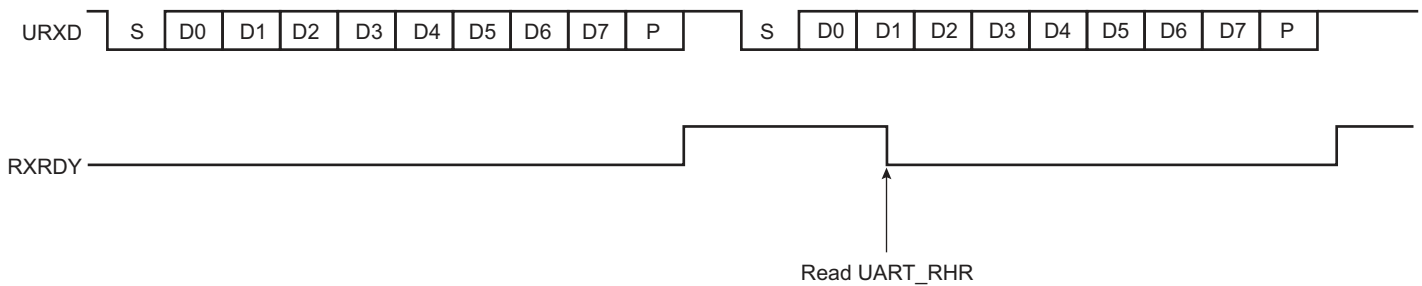 URXD S D0 D1 D2 D3 D4 D5 D6 D7 P S D0 D1 D2 D3 D4 D5 D6 D7 P
RXRDY
Read UART_RHR